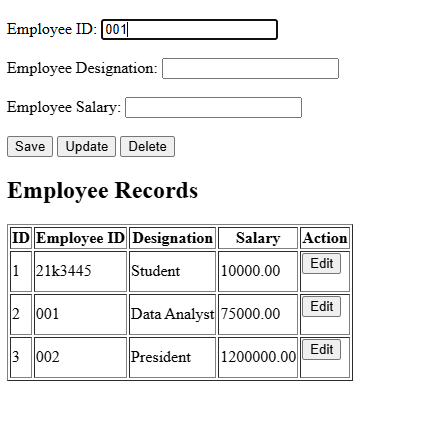 Employee ID: 001
Employee Designation:
Employee Salary:
Save Update Delete
Employee Records
ID Employee ID Designation Salary Action
1 21k3445 Student 10000.00 Edit
2 001 Data Analyst 75000.00 Edit
3 002 President 1200000.00 Edit